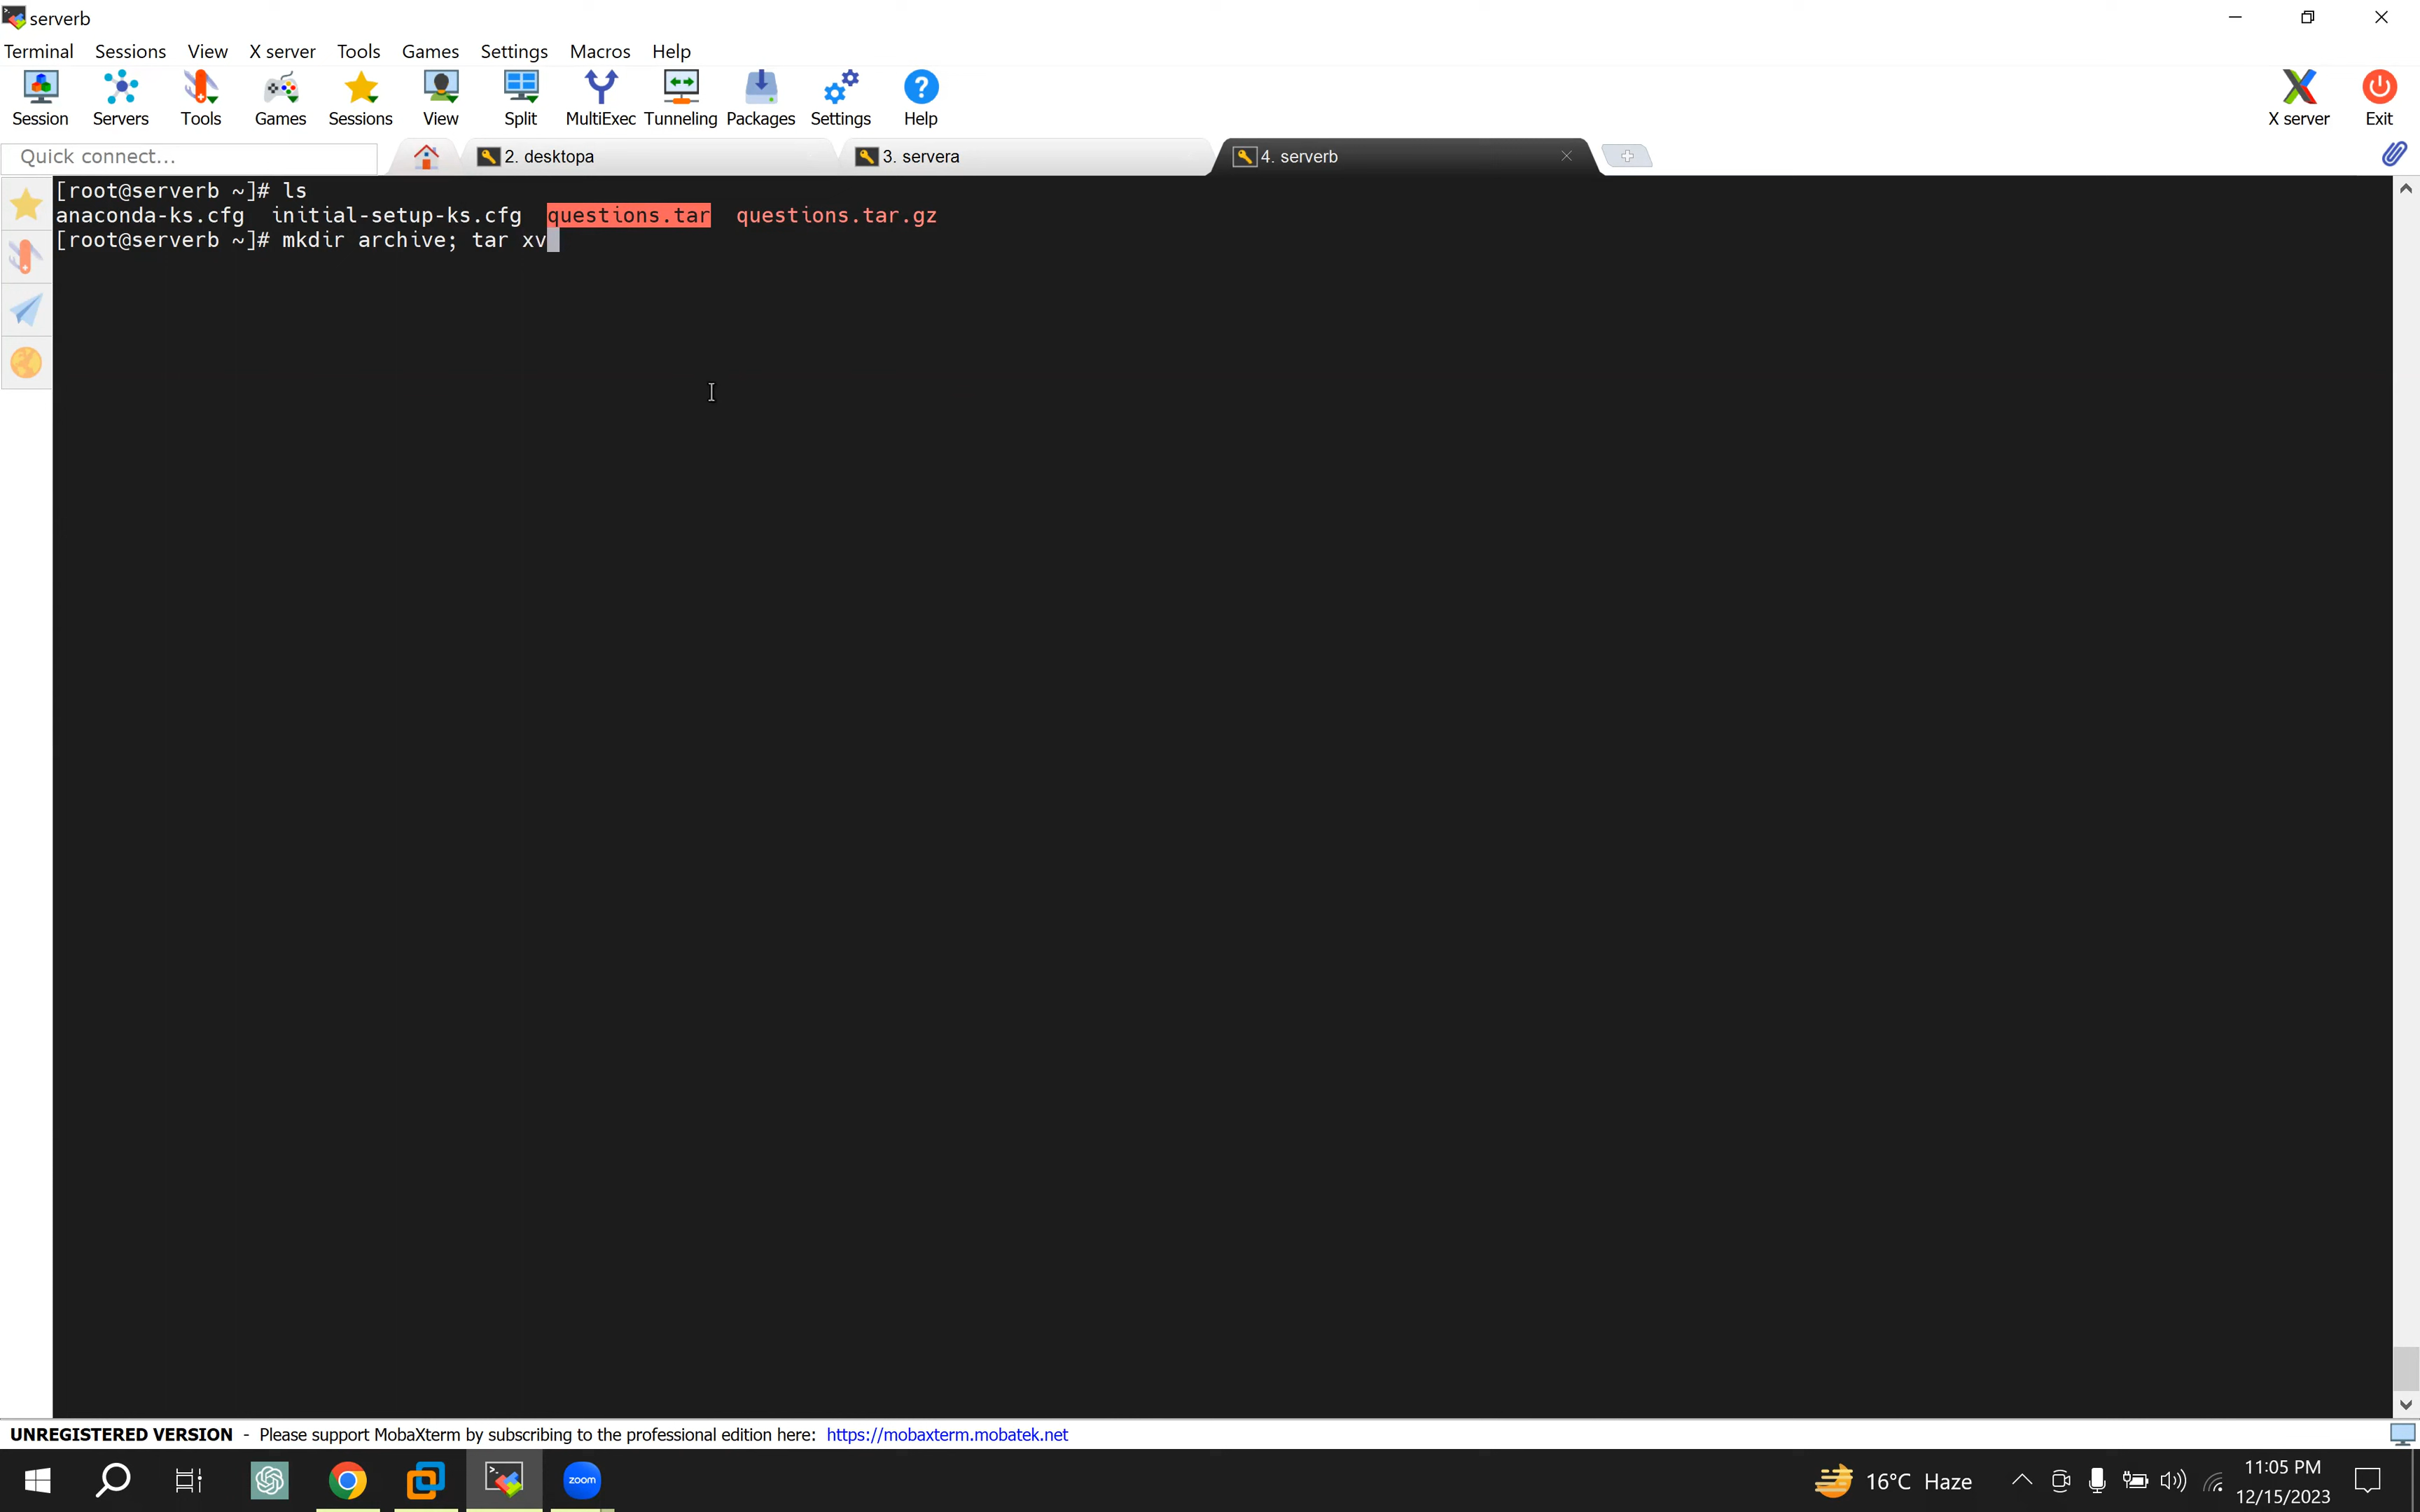 serverb
Terminal Sessions View X server Tools Games Settings Macros Help
Session Servers Tools Games Sessions View Split MultiExec Tunneling Packages Settings Help X server Exit
Quick connect... 2. desktopa 3. servera 4. serverb
[root@serverb ~]# ls
anaconda-ks.cfg initial-setup-ks.cfg questions.tar questions.tar.gz
[root@serverb ~]# mkdir archive; tar xv
UNREGISTERED VERSION - Please support MobaXterm by subscribing to the professional edition here: https://mobaxterm.mobatek.net
zoom 16°C Haze 11:05 PM
12/15/2023